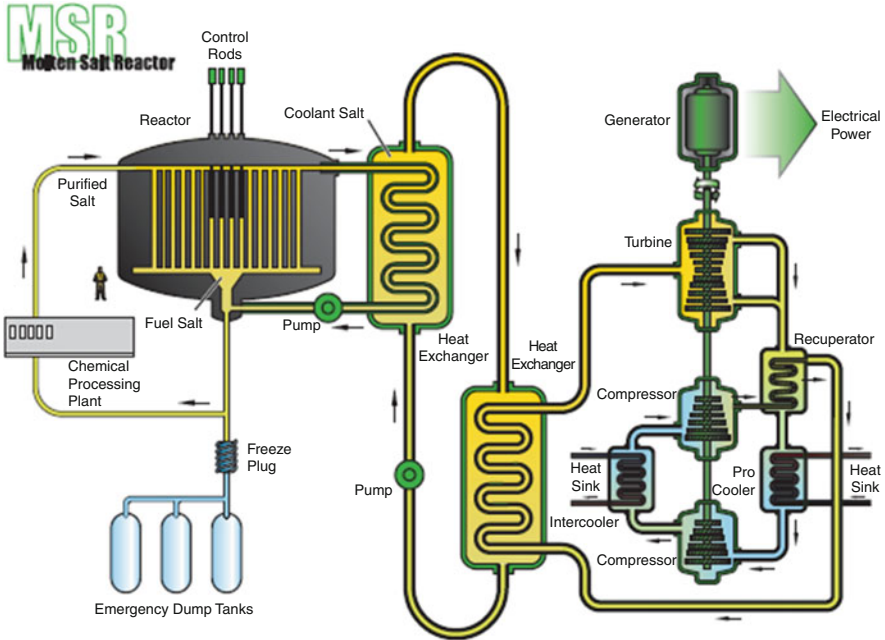 MSR
Molten Salt Reactor
Control
Rods
Reactor
Coolant Salt
Generator
Electrical
Power
Purified
Salt
Turbine
Fuel Salt
Pump
Heat
Exchanger
Heat
Exchanger
Recuperator
Chemical
Processing
Plant
Compressor
Freeze
Plug
Pump
Heat
Sink
Pro
Cooler
Heat
Sink
Intercooler
Compressor
Emergency Dump Tanks